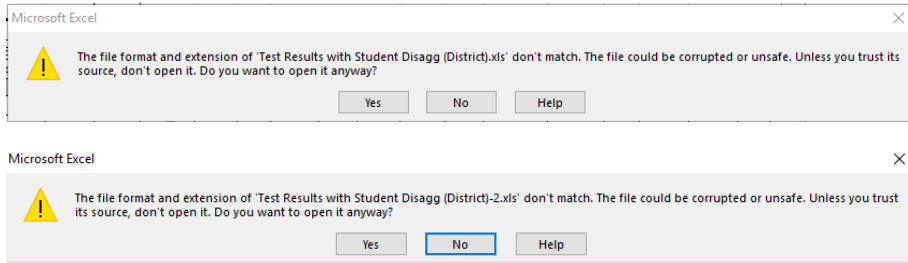 Microsoft Excel
The file format and extension of 'Test Results with Student Disagg (District).xls' don't match. The file could be corrupted or unsafe. Unless you trust its
source, don't open it. Do you want to open it anyway?
Yes No Help
Microsoft Excel
The file format and extension of 'Test Results with Student Disagg (District)-2.xls' don't match. The file could be corrupted or unsafe. Unless you trust
its source, don't open it. Do you want to open it anyway?
Yes No Help